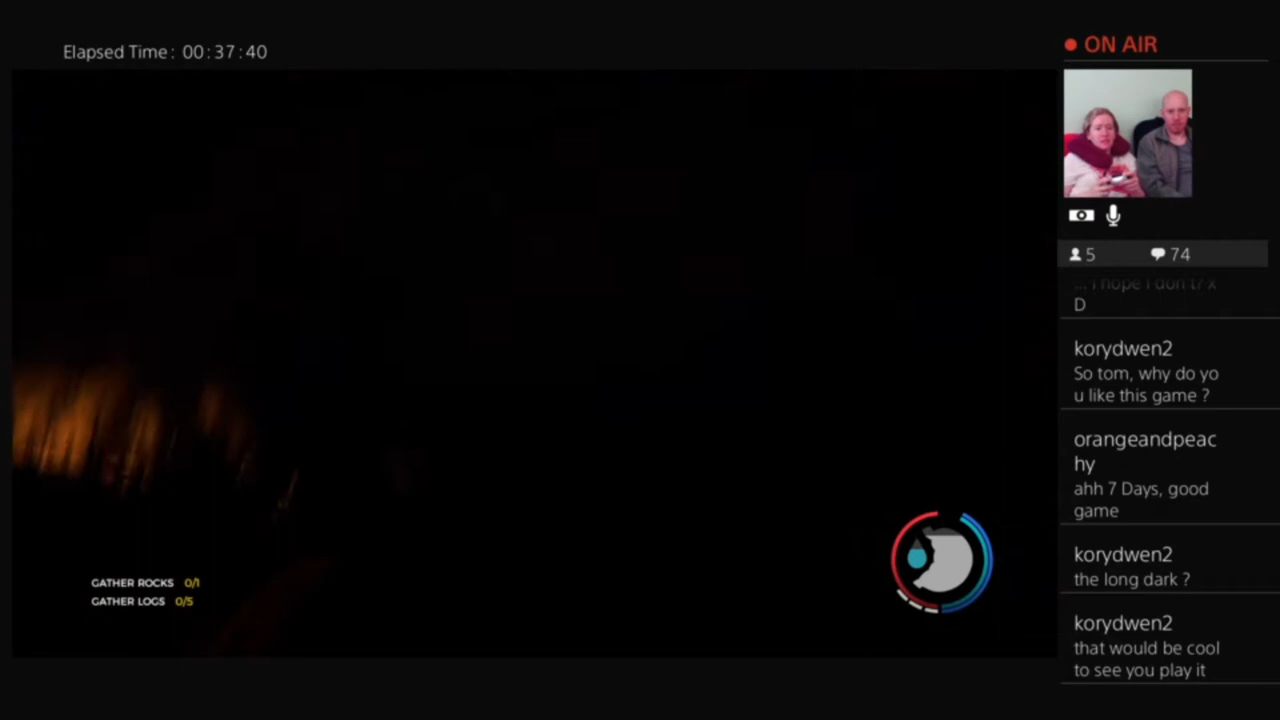 Elapsed Time: 00:37:40
ON AIR
5 74
... i hope i don't? x
D
korydwen2
So tom, why do yo
u like this game ?
orangeandpeac
hy
ahh 7 Days, good
game
korydwen2
the long dark ?
korydwen2
that would be cool
to see you play it
GATHER ROCKS 0/1
GATHER LOGS 0/5